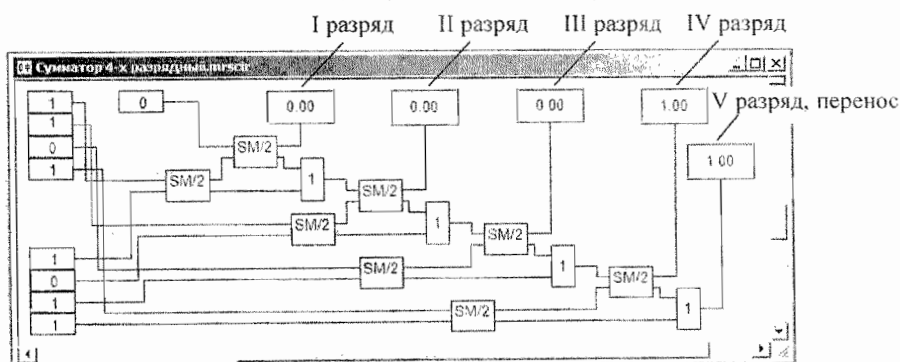 I разряд II разряд III разряд IV разряд
Сумматор 4-х разрядный
1 0 0.00 0.00 0.00 1.00 V разряд, перенос
1
0 SM/2 1.00
1 SM/2 1 SM/2
SM/2 1 SM/2
1 SM/2 1 SM/2
0
1 SM/2 1
1